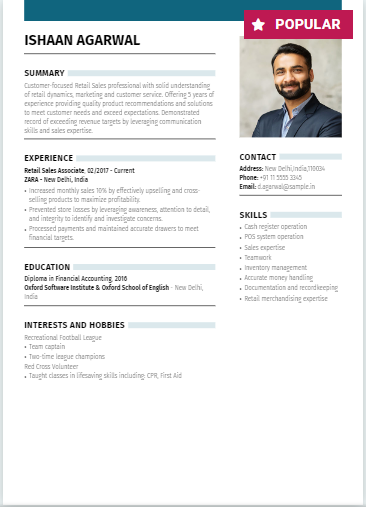 POPULAR
ISHAAN AGARWAL
SUMMARY
Customer-focused Retail Sales professional with solid understanding
of retail dynamics, marketing and customer service. Offering 5 years of
experience providing quality product recommendations and solutions
to meet customer needs and exceed expectations. Demonstrated
record of exceeding revenue targets by leveraging communication
skills and sales expertise.
EXPERIENCE
Retail Sales Associate, 02/2017 - Current
ZARA - New Delhi, India
• Increased monthly sales 10% by effectively upselling and cross-
selling products to maximize profitability.
• Prevented store losses by leveraging awareness, attention to detail,
and integrity to identify and investigate concerns.
• Processed payments and maintained accurate drawers to meet
financial targets.
EDUCATION
Diploma in Financial Accounting, 2016
Oxford Software Institute & Oxford School of English - New Delhi,
India
INTERESTS AND HOBBIES
Recreational Football League
• Team captain
• Two-time league champions
Red Cross Volunteer
• Taught classes in lifesaving skills including: CPR, First Aid
CONTACT
Address: New Delhi,India,110034
Phone: +91 11 5555 3345
Email: d.agarwal@sample.in
SKILLS
• Cash register operation
• POS system operation
• Sales expertise
• Teamwork
• Inventory management
• Accurate money handling
• Documentation and recordkeeping
• Retail merchandising expertise